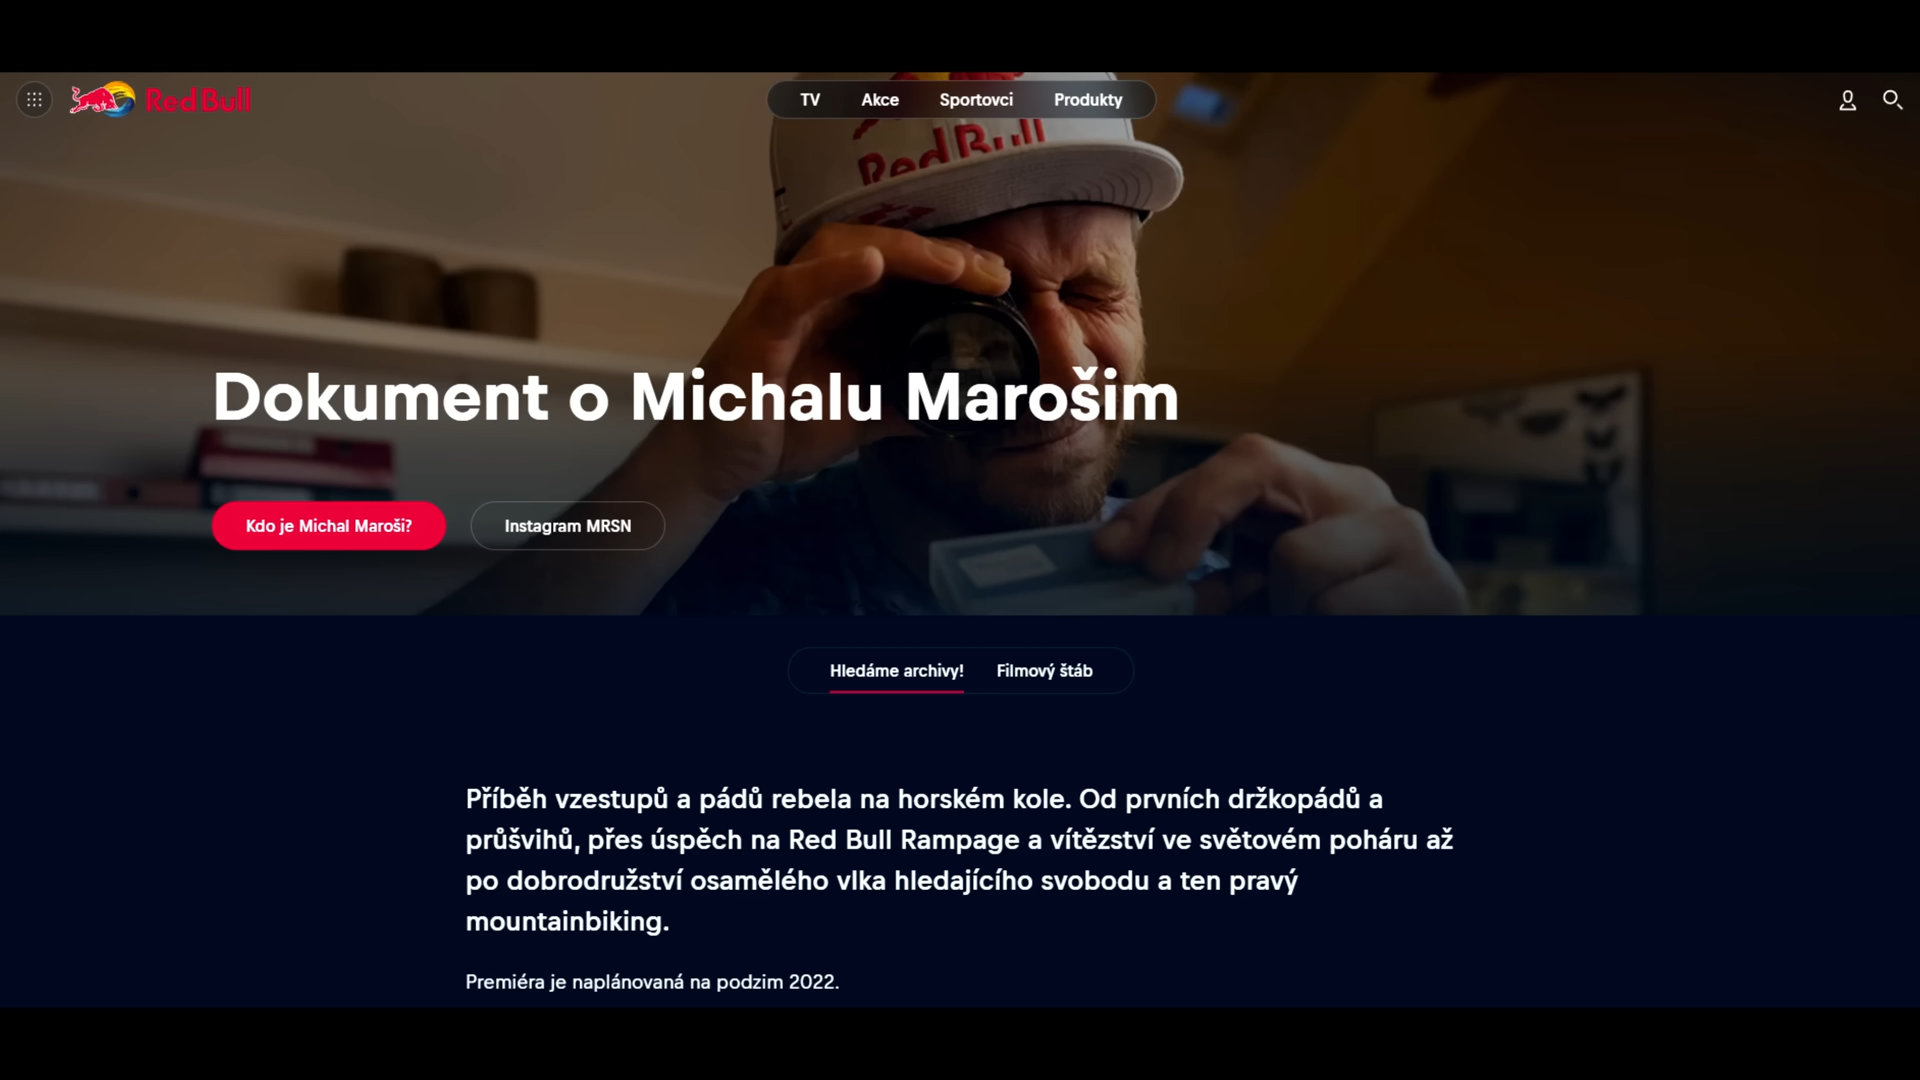 Red Bull
TV Akce Sportovci Produkty
Red Bull
Dokument o Michalu Marošim
Kdo je Michal Maroši? Instagram MRSN
Hledáme archivy! Filmový štáb
Příběh vzestupů a pádů rebela na horském kole. Od prvních držkopádů a
průšvihů, přes úspěch na Red Bull Rampage a vítězství ve světovém poháru až
po dobrodružství osamělého vlka hledajícího svobodu a ten pravý
mountainbiking.
Premiéra je naplánovaná na podzim 2022.